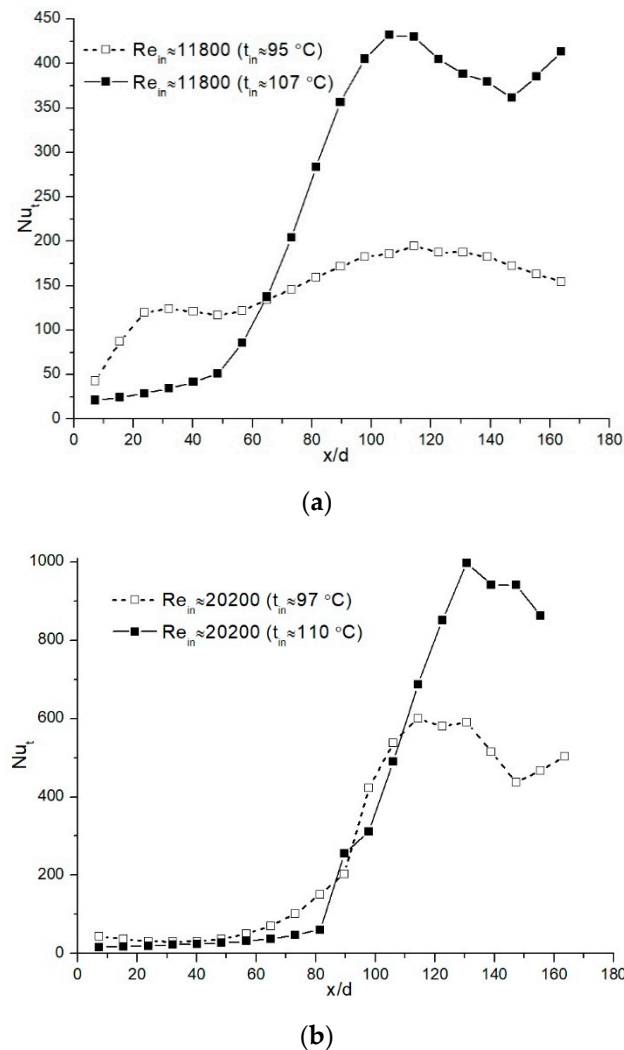 450
400
350
300
250
200
150
100
50
0
Nu_t
Re_in≈11800 (t_in≈95 °C)
Re_in≈11800 (t_in≈107 °C)
0 20 40 60 80 100 120 140 160 180
x/d
(a)
1000
800
600
400
200
0
Nu_t
Re_in≈20200 (t_in≈97 °C)
Re_in≈20200 (t_in≈110 °C)
0 20 40 60 80 100 120 140 160 180
x/d
(b)